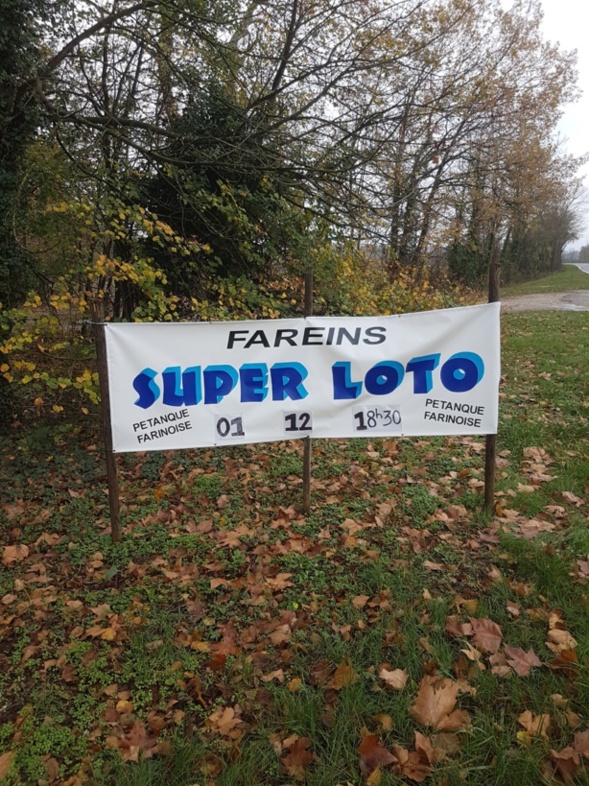 FAREINS
SUPER LOTO
PETANQUE
FARINOISE
01 12 18h30
PETANQUE
FARINOISE